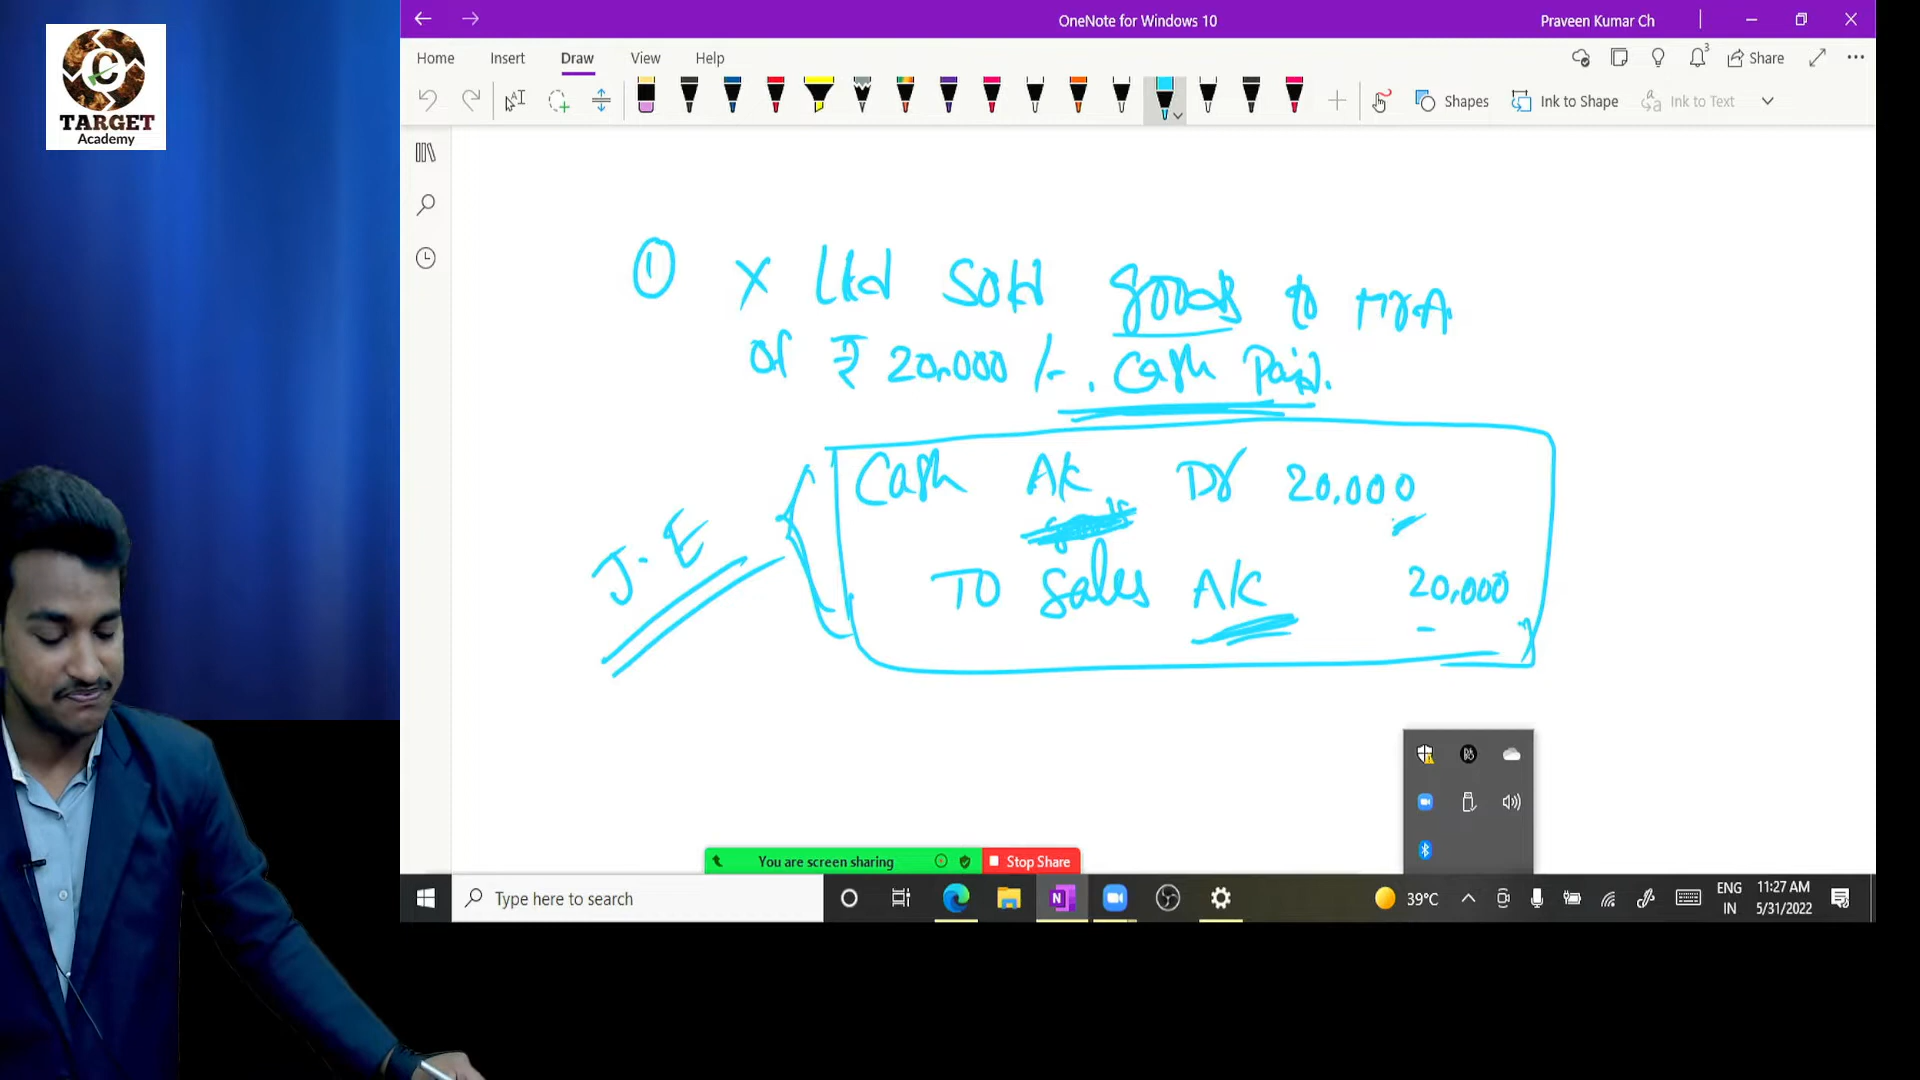 TARGET
Academy
OneNote for Windows 10
Praveen Kumar Ch
Home Insert Draw View Help
3
Share
Shapes
Ink to Shape
Ink to Text
① X Ltd Sold goods to Mr A
of ₹ 20,000 /- . Cash Paid.
Cash A/c Dr 20,000
J.E
TO Sales A/c 20,000
You are screen sharing
Stop Share
Type here to search
39°C
ENG
IN
11:27 AM
5/31/2022